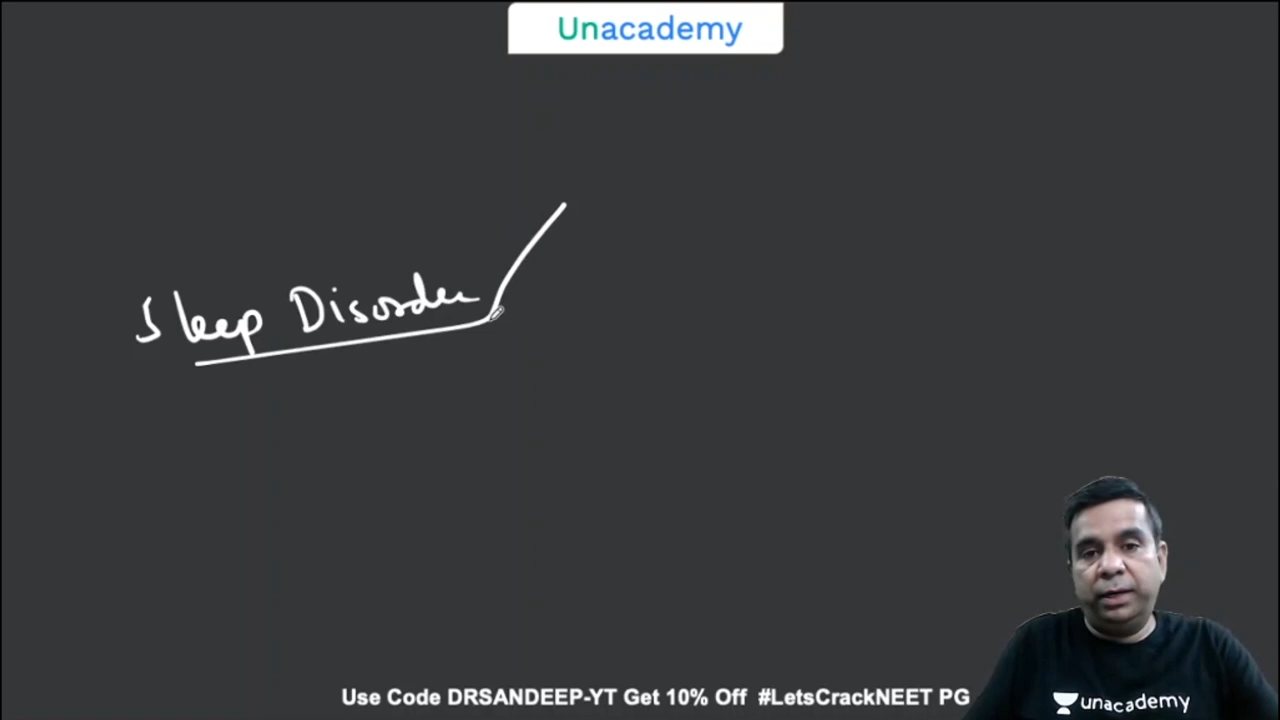 Unacademy
Sleep Disorder
unacademy
Use Code DRSANDEEP-YT Get 10% Off #LetsCrackNEET PG